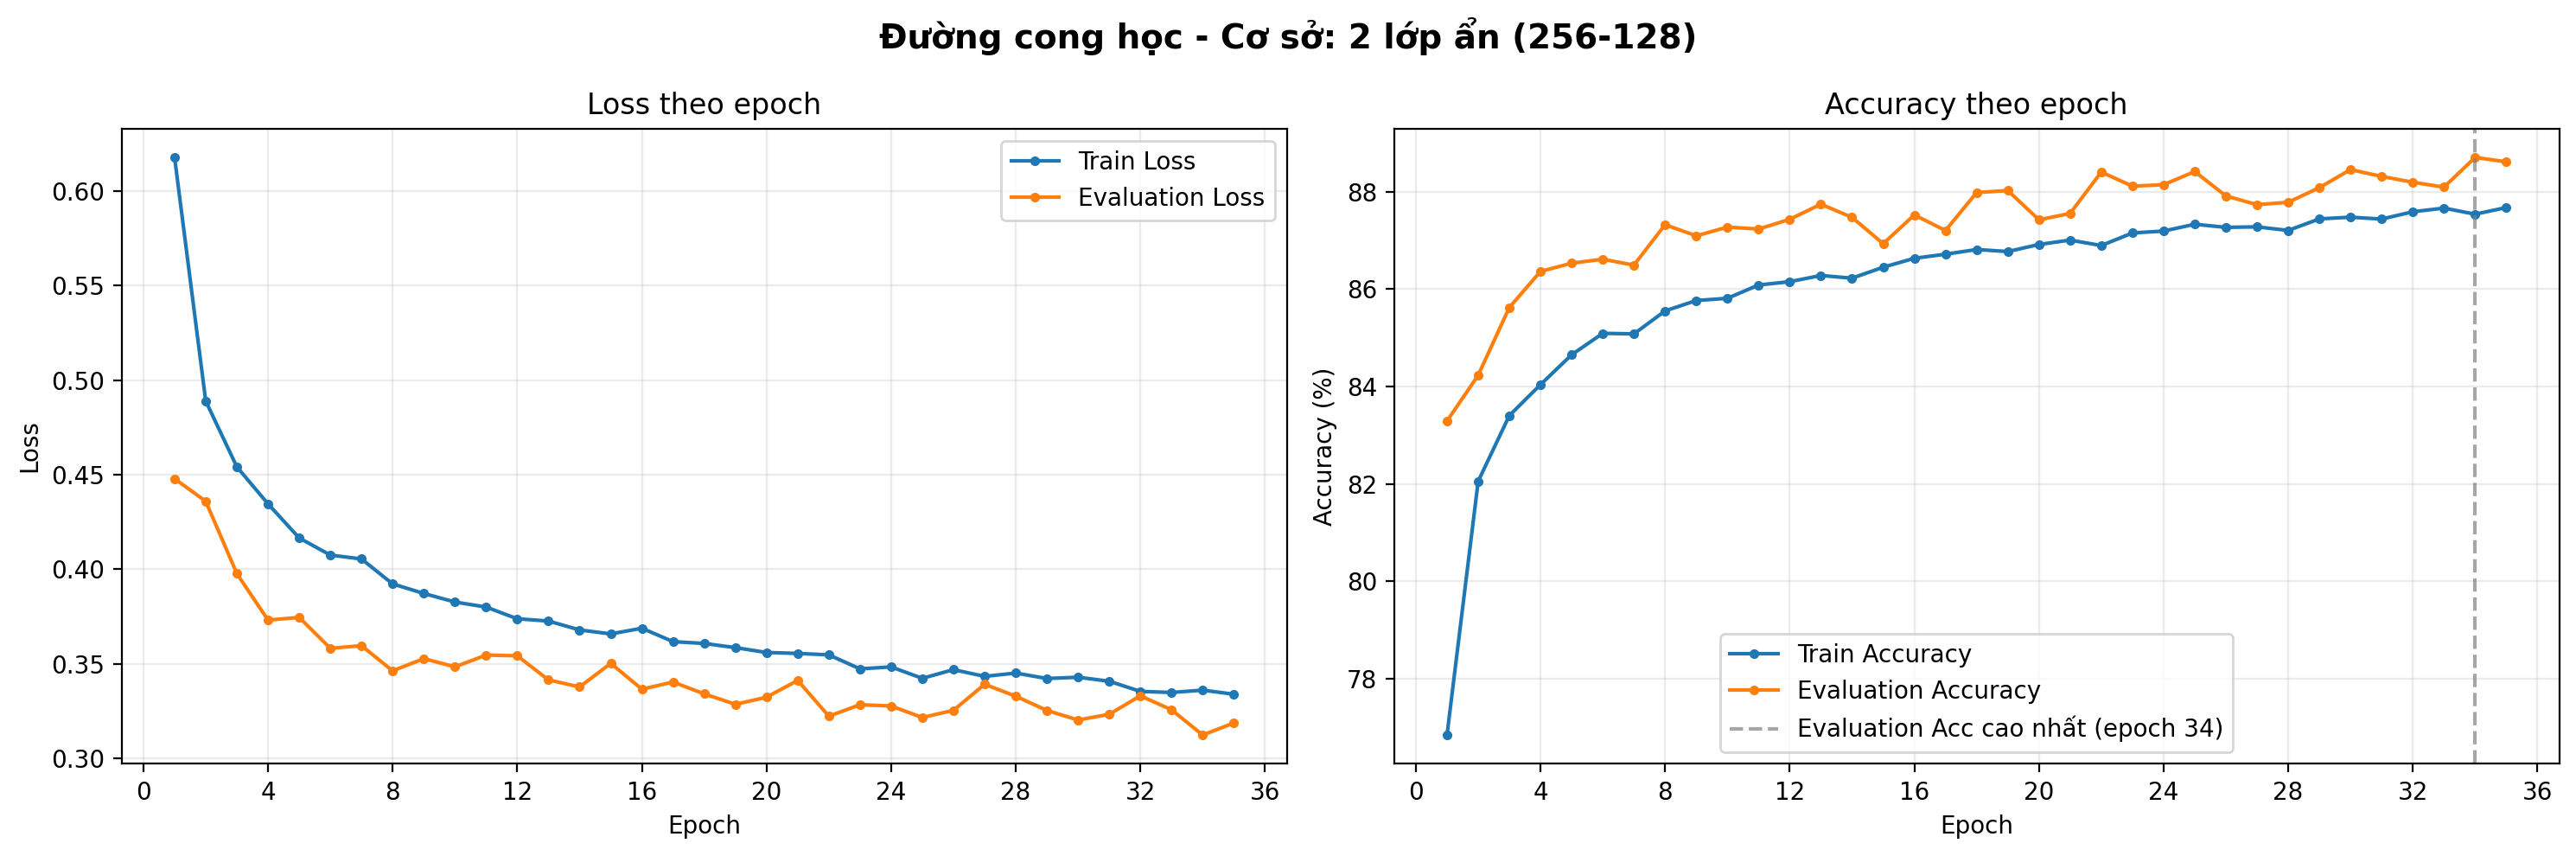 Đường cong học - Cơ sở: 2 lớp ẩn (256-128)
Loss theo epoch
0.60
0.55
0.50
0.45
0.40
0.35
0.30
Loss
Train Loss
Evaluation Loss
0 4 8 12 16 20 24 28 32 36
Epoch
Accuracy theo epoch
88
86
84
82
80
78
Accuracy (%)
Train Accuracy
Evaluation Accuracy
Evaluation Acc cao nhất (epoch 34)
0 4 8 12 16 20 24 28 32 36
Epoch